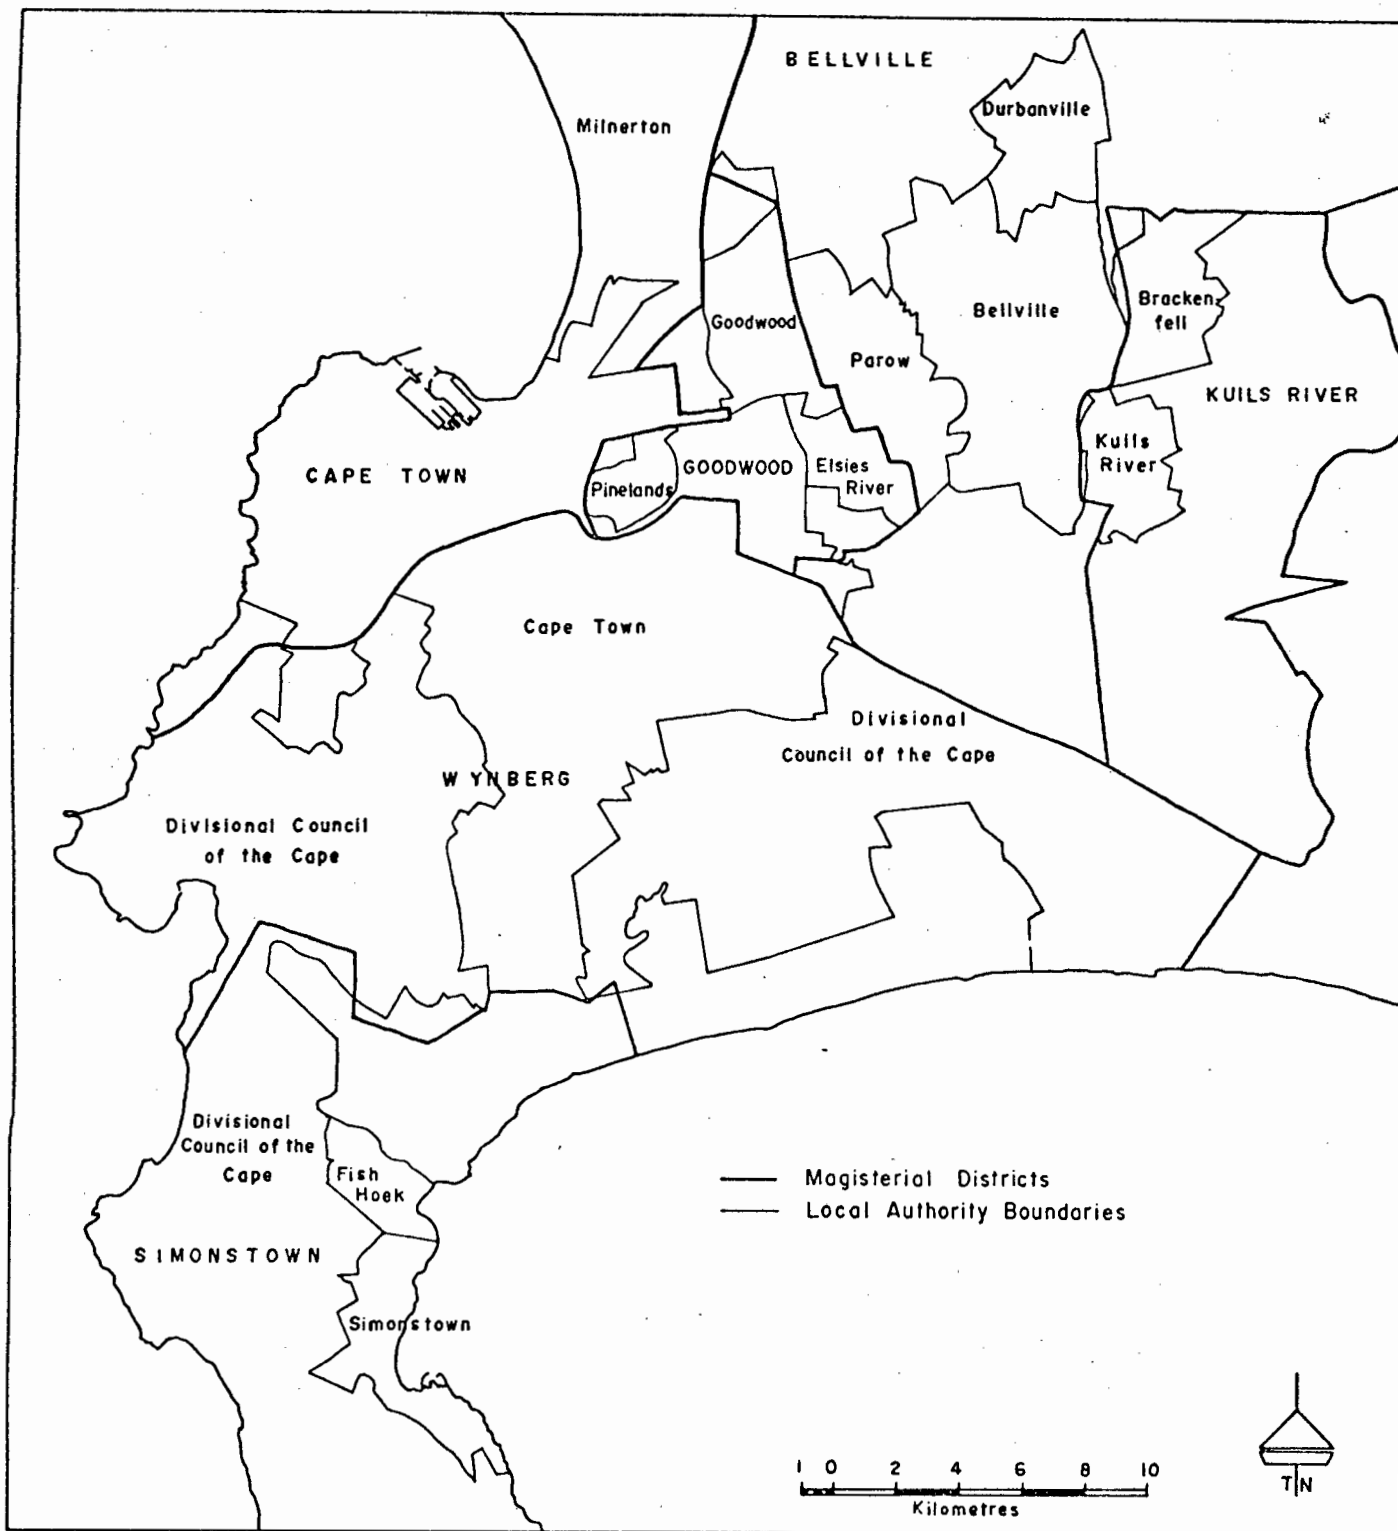 BELLVILLE
Durbanville
Milnerton
Bracken-
fell
Bellville
Goodwood
Parow
KUILS RIVER
Kuils
River
CAPE TOWN
GOODWOOD
Elsies
River
Pinelands
Cape Town
Divisional
Council of the Cape
WYNBERG
Divisional Council
of the Cape
Divisional
Council of the
Cape
Fish
Hoek
Magisterial Districts
Local Authority Boundaries
SIMONSTOWN
Simonstown
1 0 2 4 6 8 10
Kilometres
TN